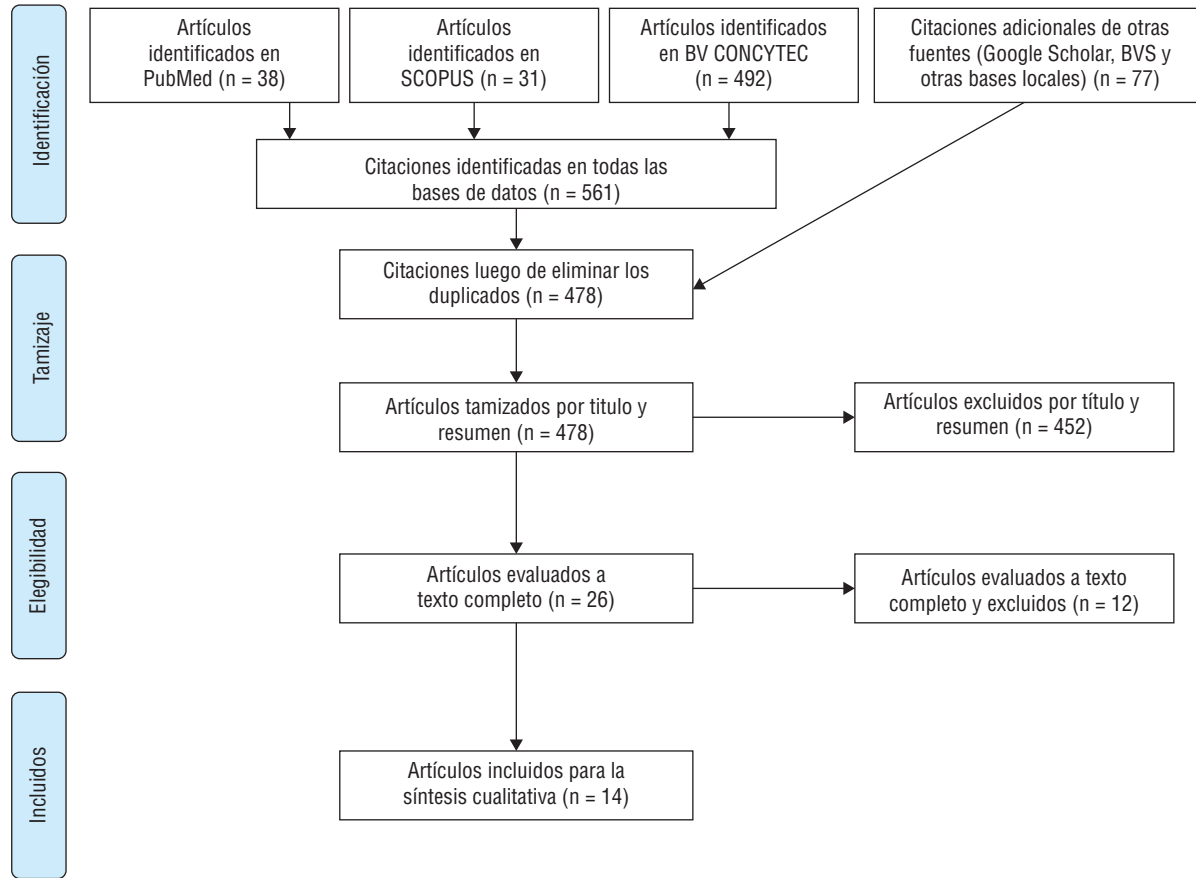 Identificación
Artículos
identificados en
PubMed (n = 38)
Artículos
identificados en
SCOPUS (n = 31)
Artículos identificados
en BV CONCYTEC
(n = 492)
Citaciones adicionales de otras
fuentes (Google Scholar, BVS y
otras bases locales) (n = 77)
Citaciones identificadas en todas las
bases de datos (n = 561)
Tamizaje
Citaciones luego de eliminar los
duplicados (n = 478)
Artículos tamizados por titulo y
resumen (n = 478)
Artículos excluidos por título y
resumen (n = 452)
Elegibilidad
Artículos evaluados a
texto completo (n = 26)
Artículos evaluados a texto
completo y excluidos (n = 12)
Incluidos
Artículos incluidos para la
síntesis cualitativa (n = 14)